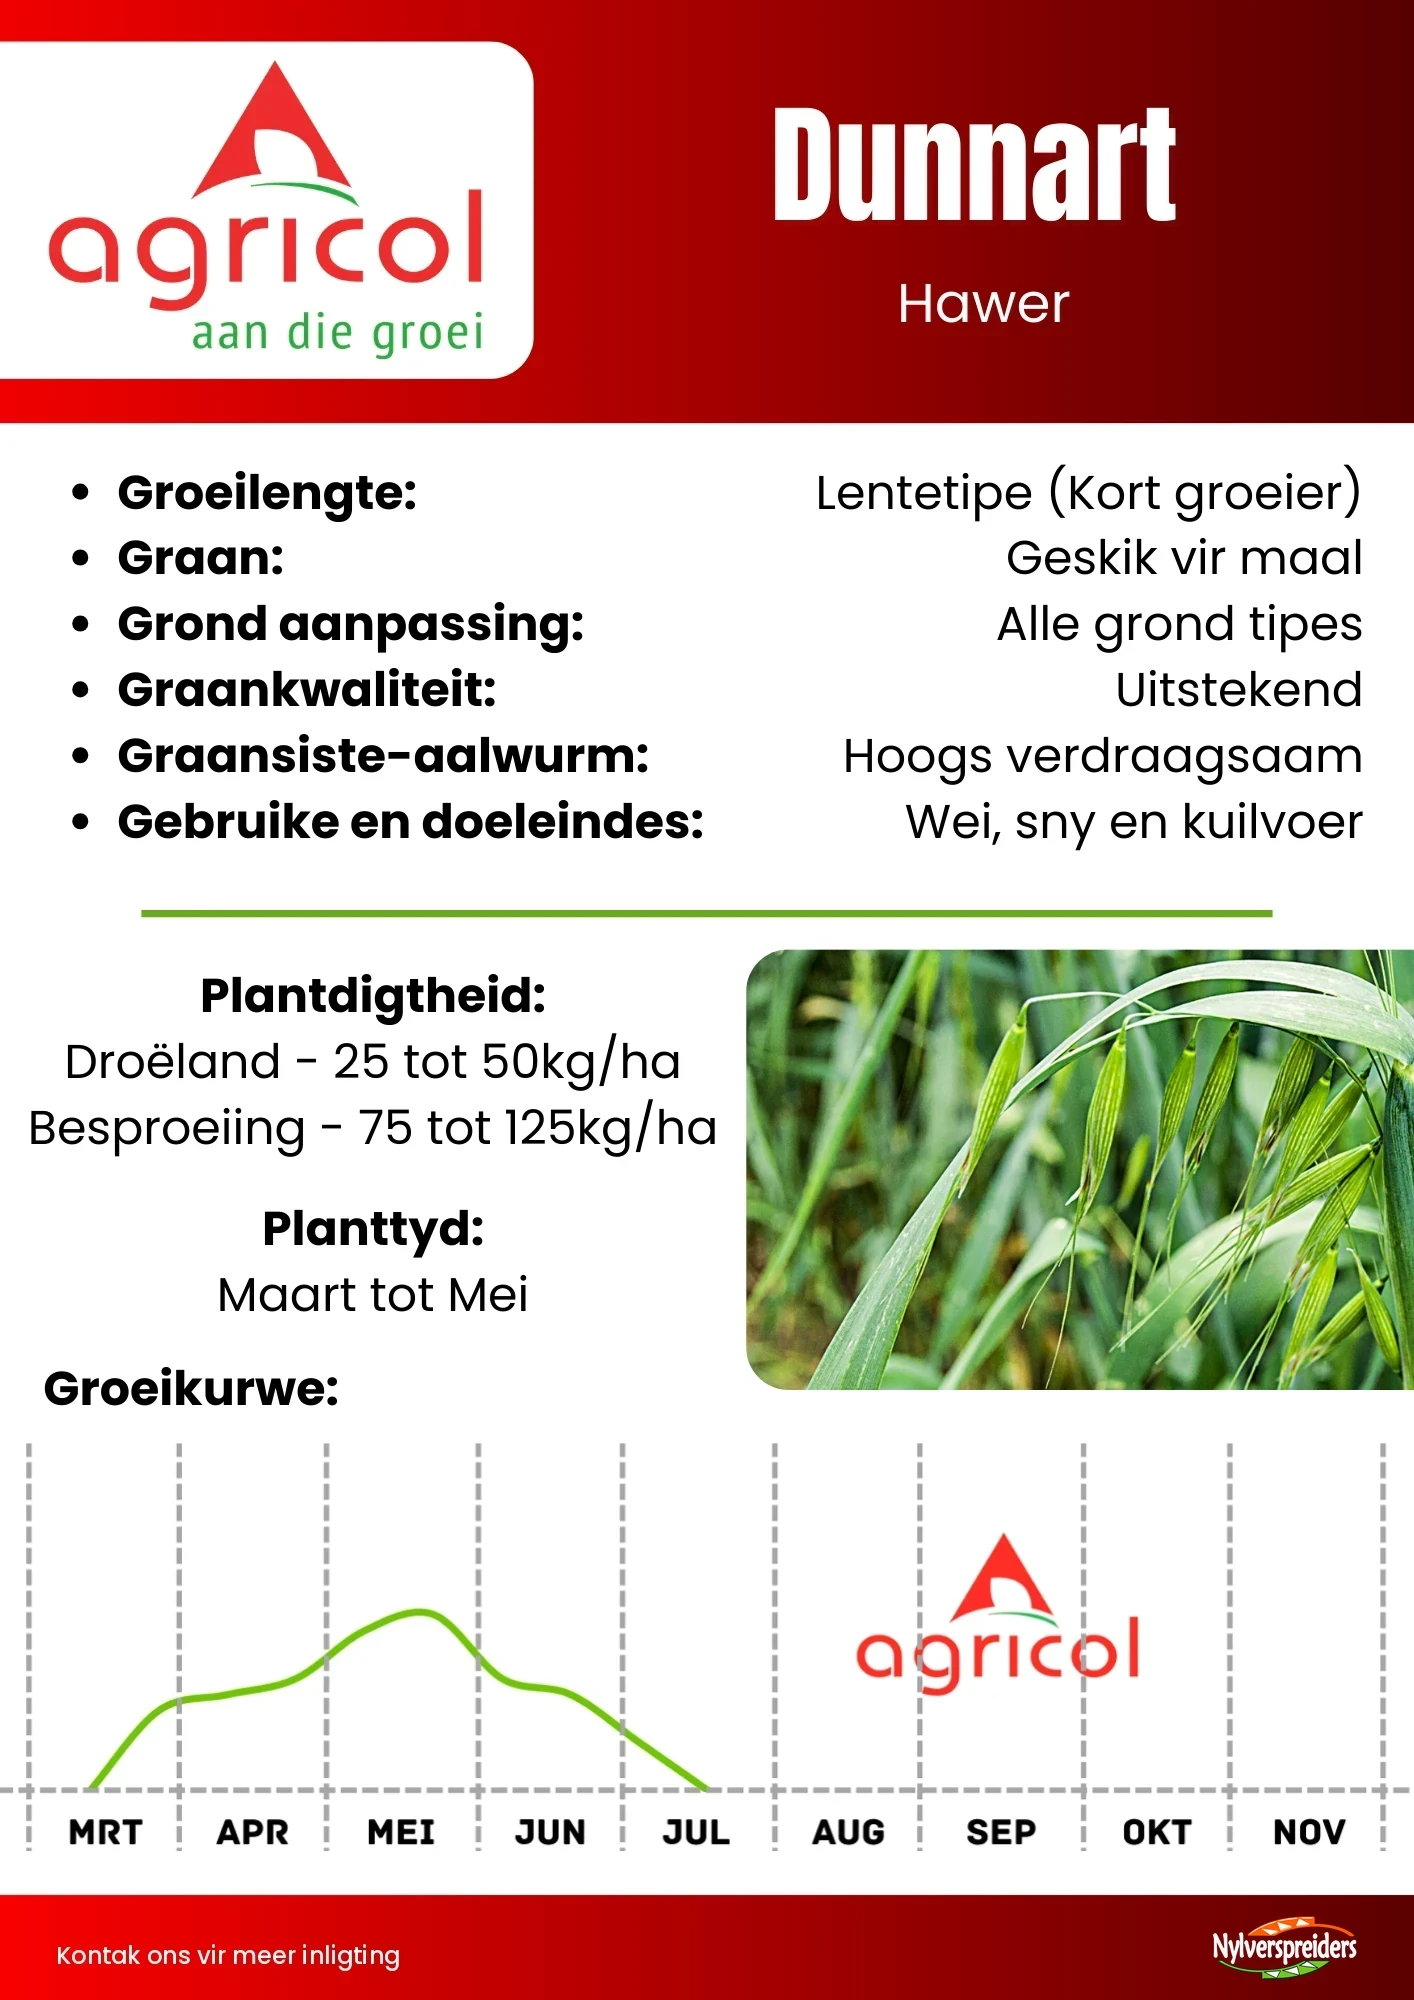 agricol
aan die groei
Dunnart
Hawer
Groeilengte: Lentetipe (Kort groeier)
Graan: Geskik vir maal
Grond aanpassing: Alle grond tipes
Graankwaliteit: Uitstekend
Graansiste-aalwurm: Hoogs verdraagsaam
Gebruike en doeleindes: Wei, sny en kuilvoer
Plantdigtheid:
Droëland - 25 tot 50kg/ha
Besproeiing - 75 tot 125kg/ha
Planttyd:
Maart tot Mei
Groeikurwe:
agricol
MRT APR MEI JUN JUL AUG SEP OKT NOV
Kontak ons vir meer inligting
Nylverspreiders